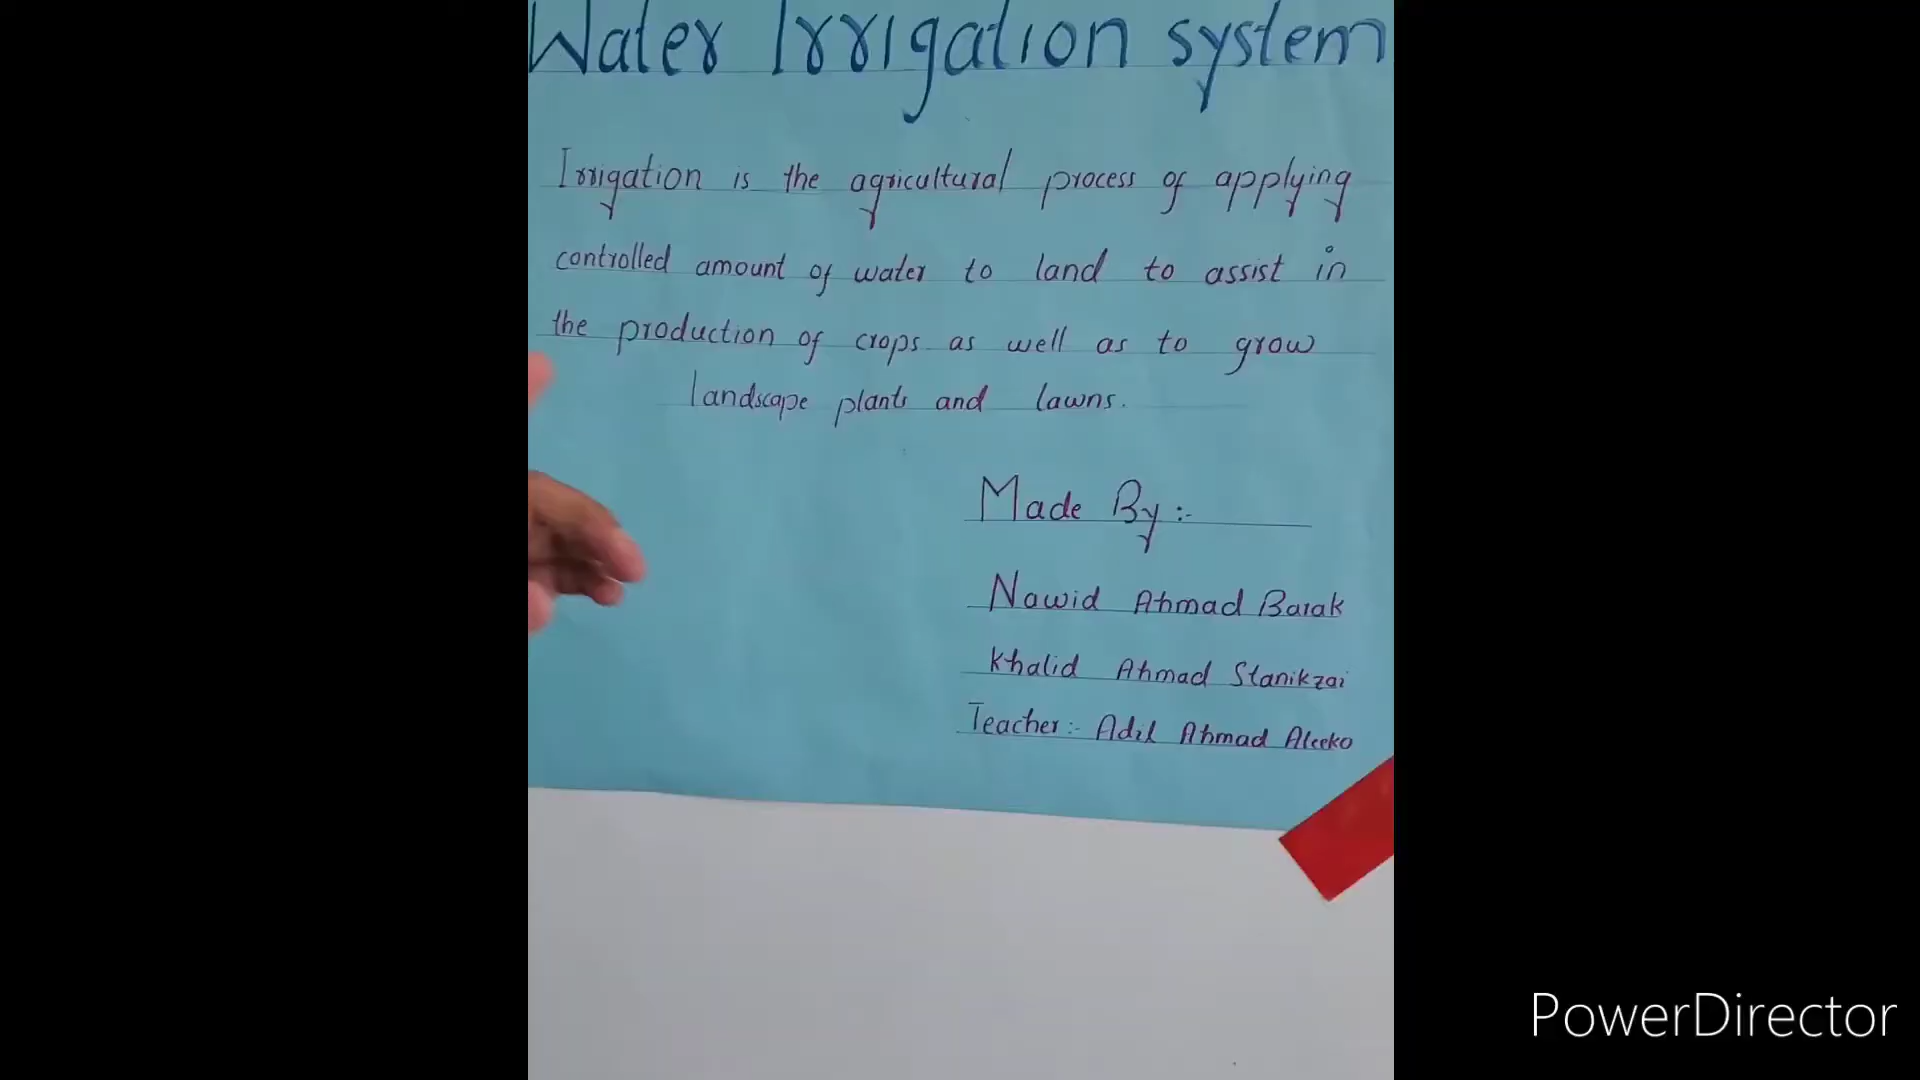 Water Irrigation system
Irrigation is the agricultural process of applying
controlled amount of water to land to assist in
the production of crops as well as to grow
landscape plants and lawns.
Made By :-
Nawid Ahmad Barak
Khalid Ahmad Stanikzai
Teacher :- Adil Ahmad Aleeko
PowerDirector